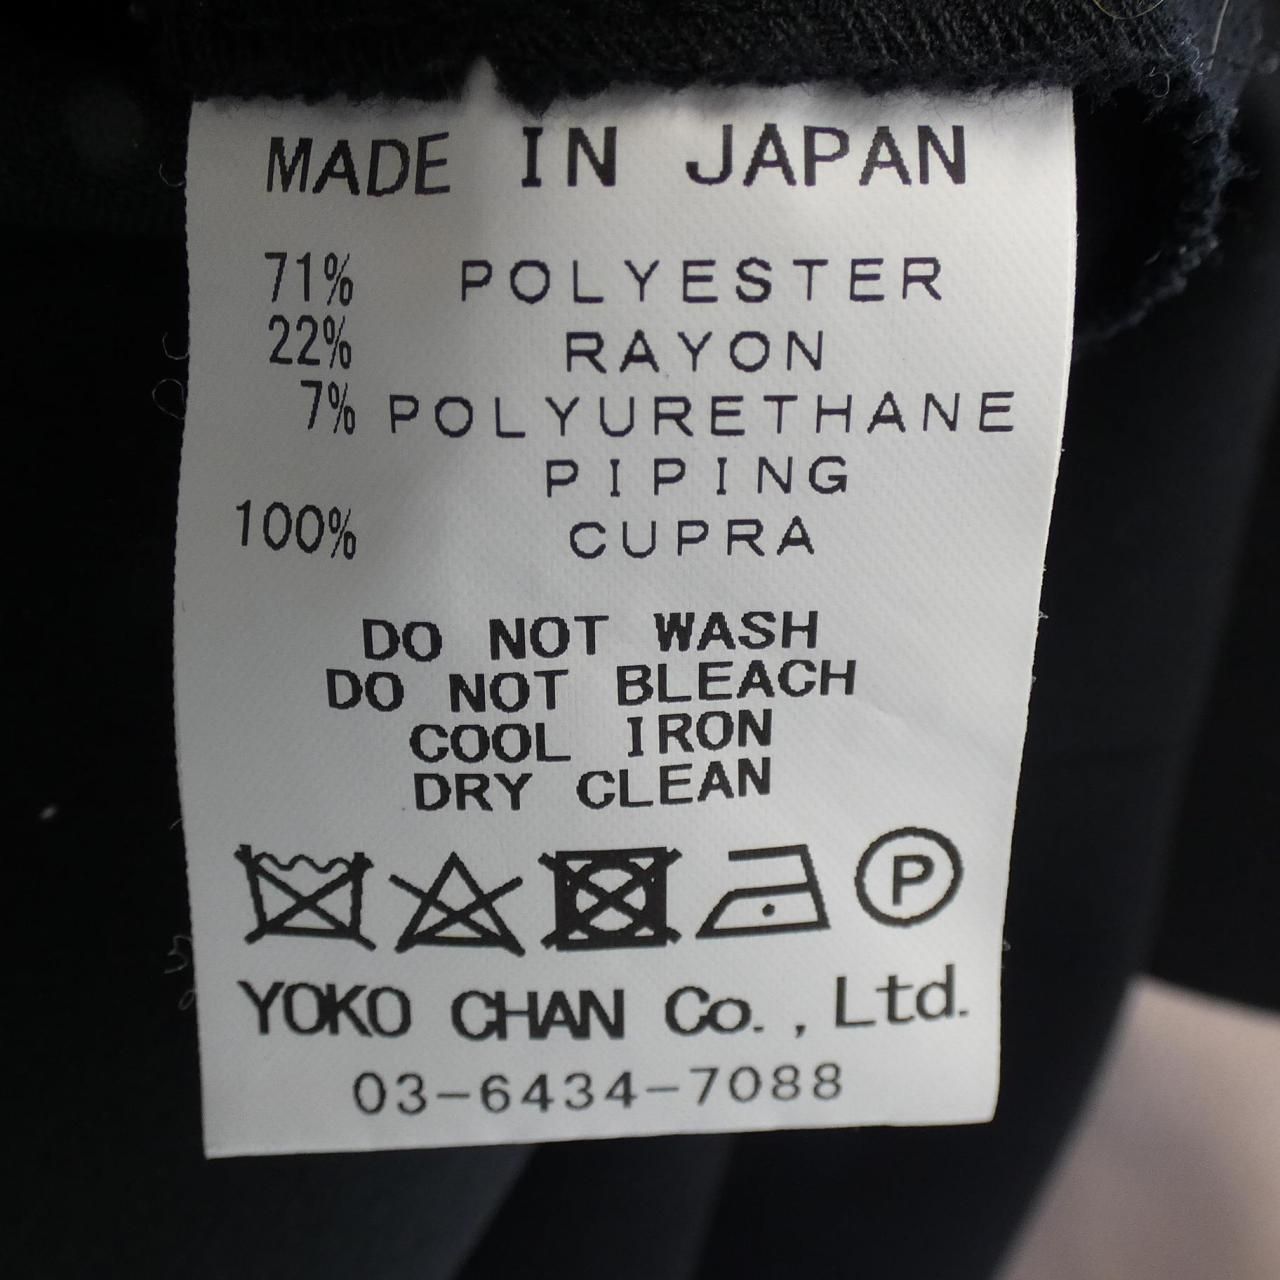 MADE IN JAPAN
71% POLYESTER
22% RAYON
7% POLYURETHANE
PIPING
100% CUPRA
DO NOT WASH
DO NOT BLEACH
COOL IRON
DRY CLEAN
P
YOKO CHAN Co., Ltd.
03-6434-7088